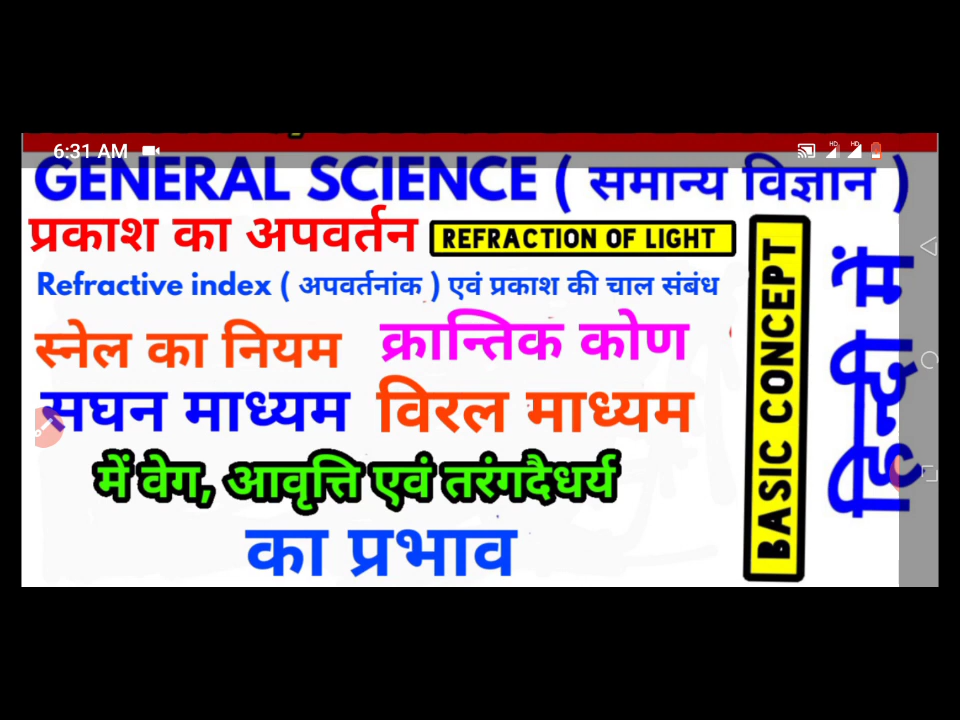 6:31 AM
GENERAL SCIENCE ( समान्य विज्ञान )
प्रकाश का अपवर्तन REFRACTION OF LIGHT
Refractive index ( अपवर्तनांक ) एवं प्रकाश की चाल संबंध
स्नेल का नियम क्रान्तिक कोण
सघन माध्यम विरल माध्यम
में वेग, आवृत्ति एवं तरंगदैधर्य
का प्रभाव
BASIC CONCEPT
हिन्दी में